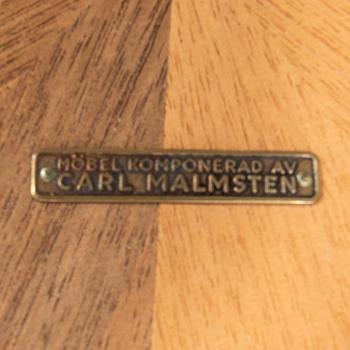 MÖBEL KOMPONERAD AV
CARL MALMSTEN